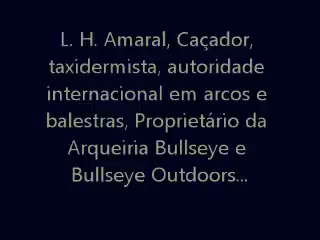 L. H. Amaral, Caçador,
taxidermista, autoridade
internacional em arcos e
balestras, Proprietário da
Arqueiria Bullseye e
Bullseye Outdoors...